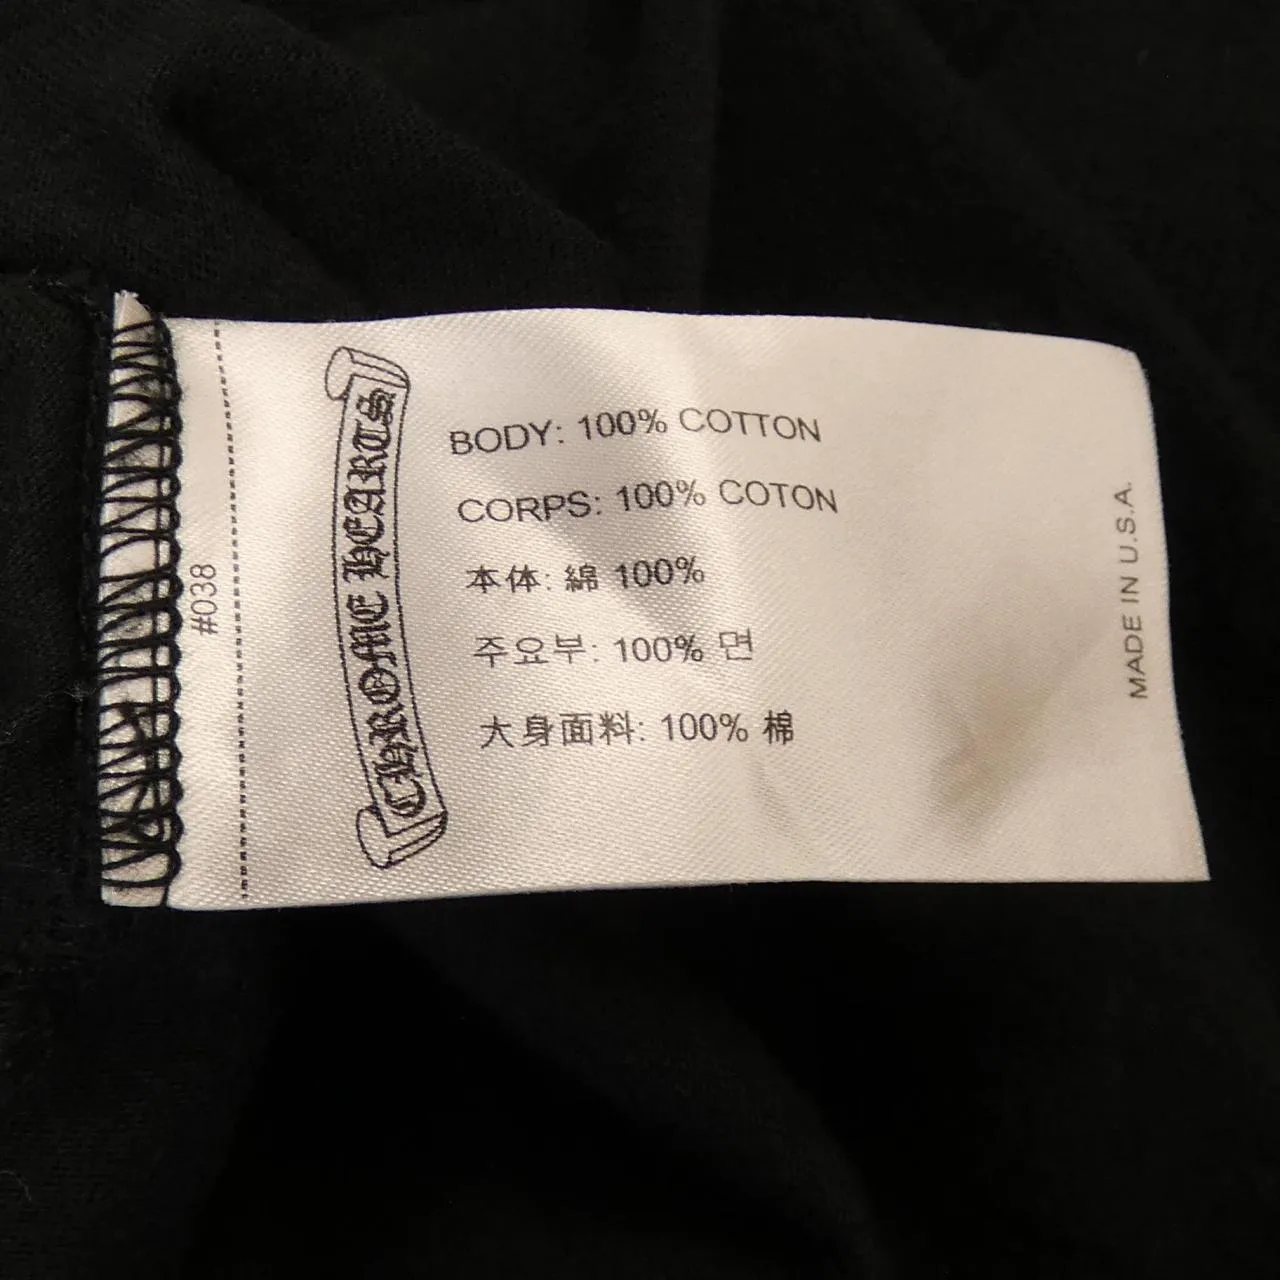 #038
CHROME HEARTS
BODY: 100% COTTON
CORPS: 100% COTON
本体: 綿 100%
주요부: 100% 면
大身面料: 100% 棉
MADE IN U.S.A.